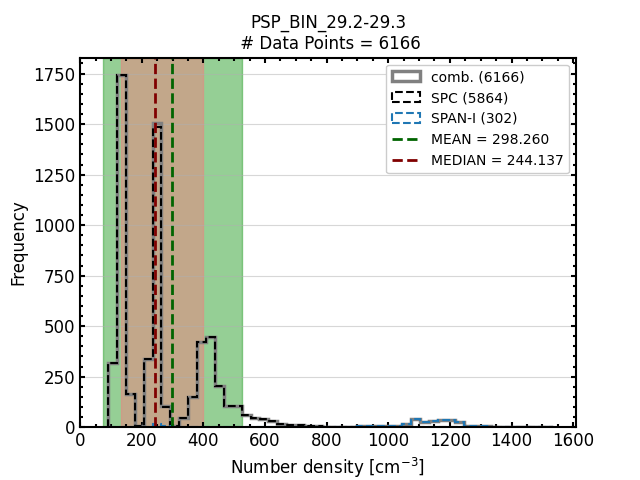 PSP_BIN_29.2-29.3
# Data Points = 6166
comb. (6166)
SPC (5864)
SPAN-I (302)
MEAN = 298.260
MEDIAN = 244.137
Frequency
1750
1500
1250
1000
750
500
250
0
0 200 400 600 800 1000 1200 1400 1600
Number density [cm⁻³]